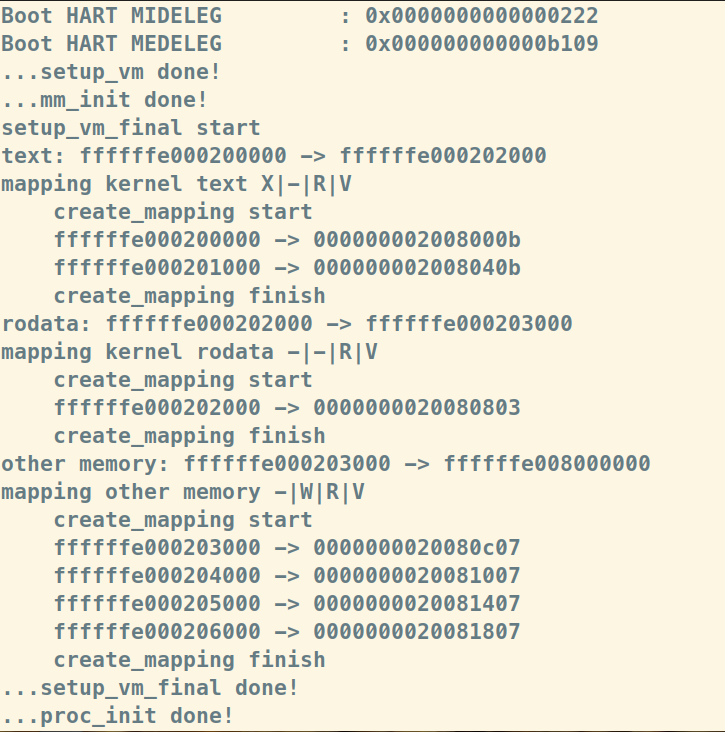 Boot HART MIDELEG         : 0x0000000000000222
Boot HART MEDELEG         : 0x000000000000b109
...setup_vm done!
...mm_init done!
setup_vm_final start
text: ffffffe000200000 -> ffffffe000202000
mapping kernel text X|-|R|V
    create_mapping start
    ffffffe000200000 -> 000000002008000b
    ffffffe000201000 -> 000000002008040b
    create_mapping finish
rodata: ffffffe000202000 -> ffffffe000203000
mapping kernel rodata -|-|R|V
    create_mapping start
    ffffffe000202000 -> 0000000020080803
    create_mapping finish
other memory: ffffffe000203000 -> ffffffe008000000
mapping other memory -|W|R|V
    create_mapping start
    ffffffe000203000 -> 0000000020080c07
    ffffffe000204000 -> 0000000020081007
    ffffffe000205000 -> 0000000020081407
    ffffffe000206000 -> 0000000020081807
    create_mapping finish
...setup_vm_final done!
...proc_init done!